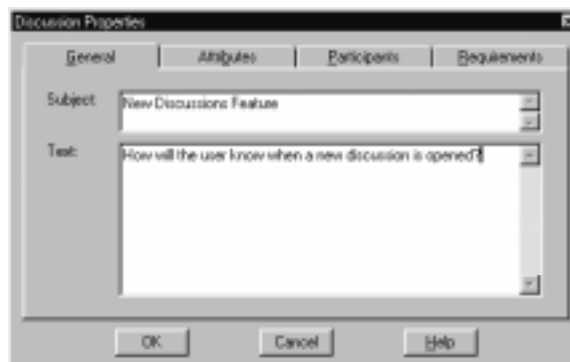 Discussion Properties
General Attributes Participants Requirements
Subject: New Discussions Feature
Text: How will the user know when a new discussion is opened?
OK Cancel Help